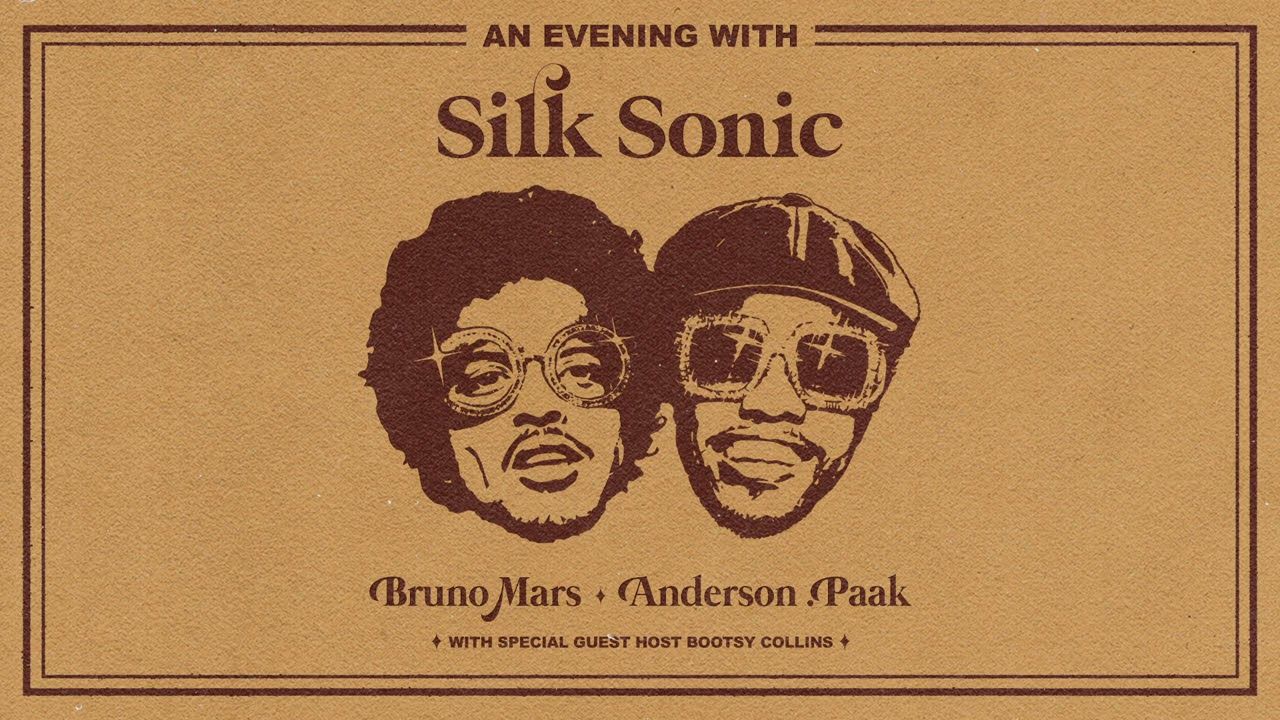 AN EVENING WITH
Silk Sonic
Bruno Mars ✦ Anderson .Paak
✦ WITH SPECIAL GUEST HOST BOOTSY COLLINS ✦